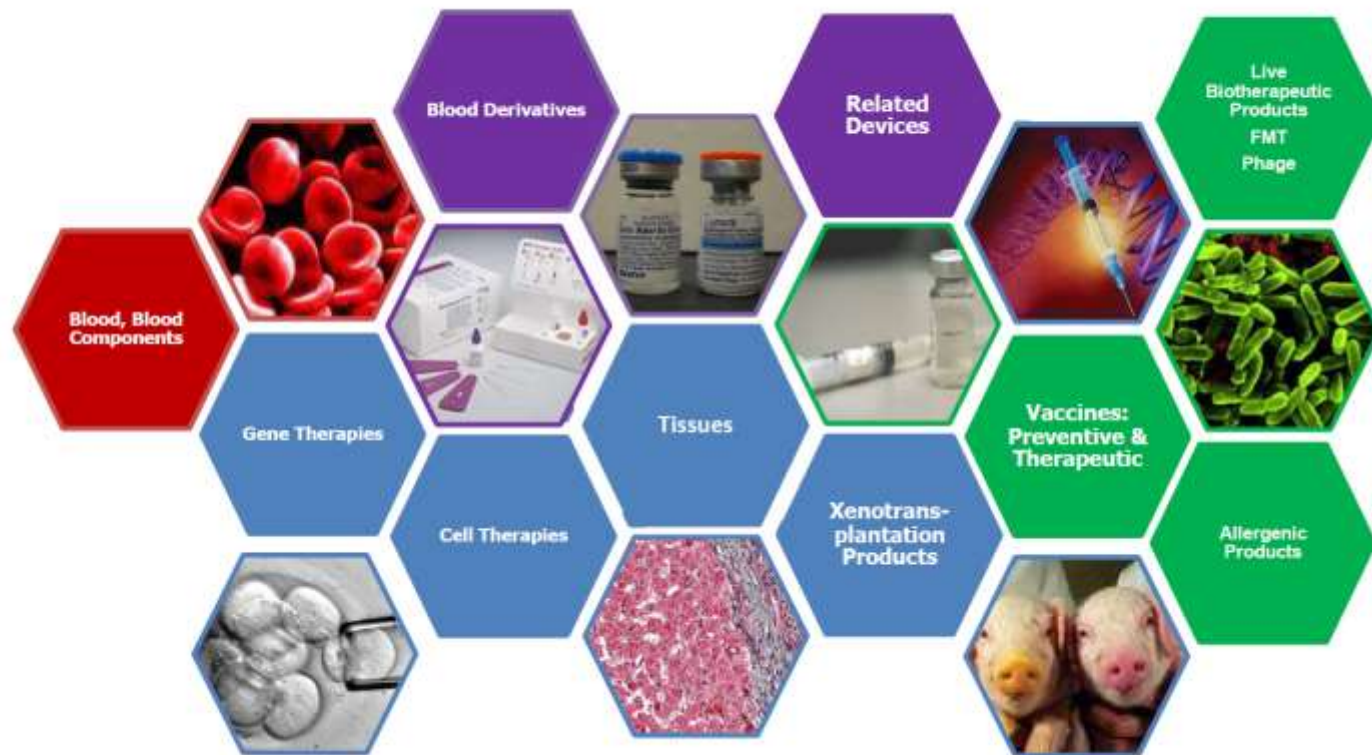 Blood Derivatives
Related
Devices
Live
Biotherapeutic
Products
FMT
Phage
Blood, Blood
Components
Gene Therapies
Tissues
Vaccines:
Preventive &
Therapeutic
Cell Therapies
Xenotrans-
plantation
Products
Allergenic
Products